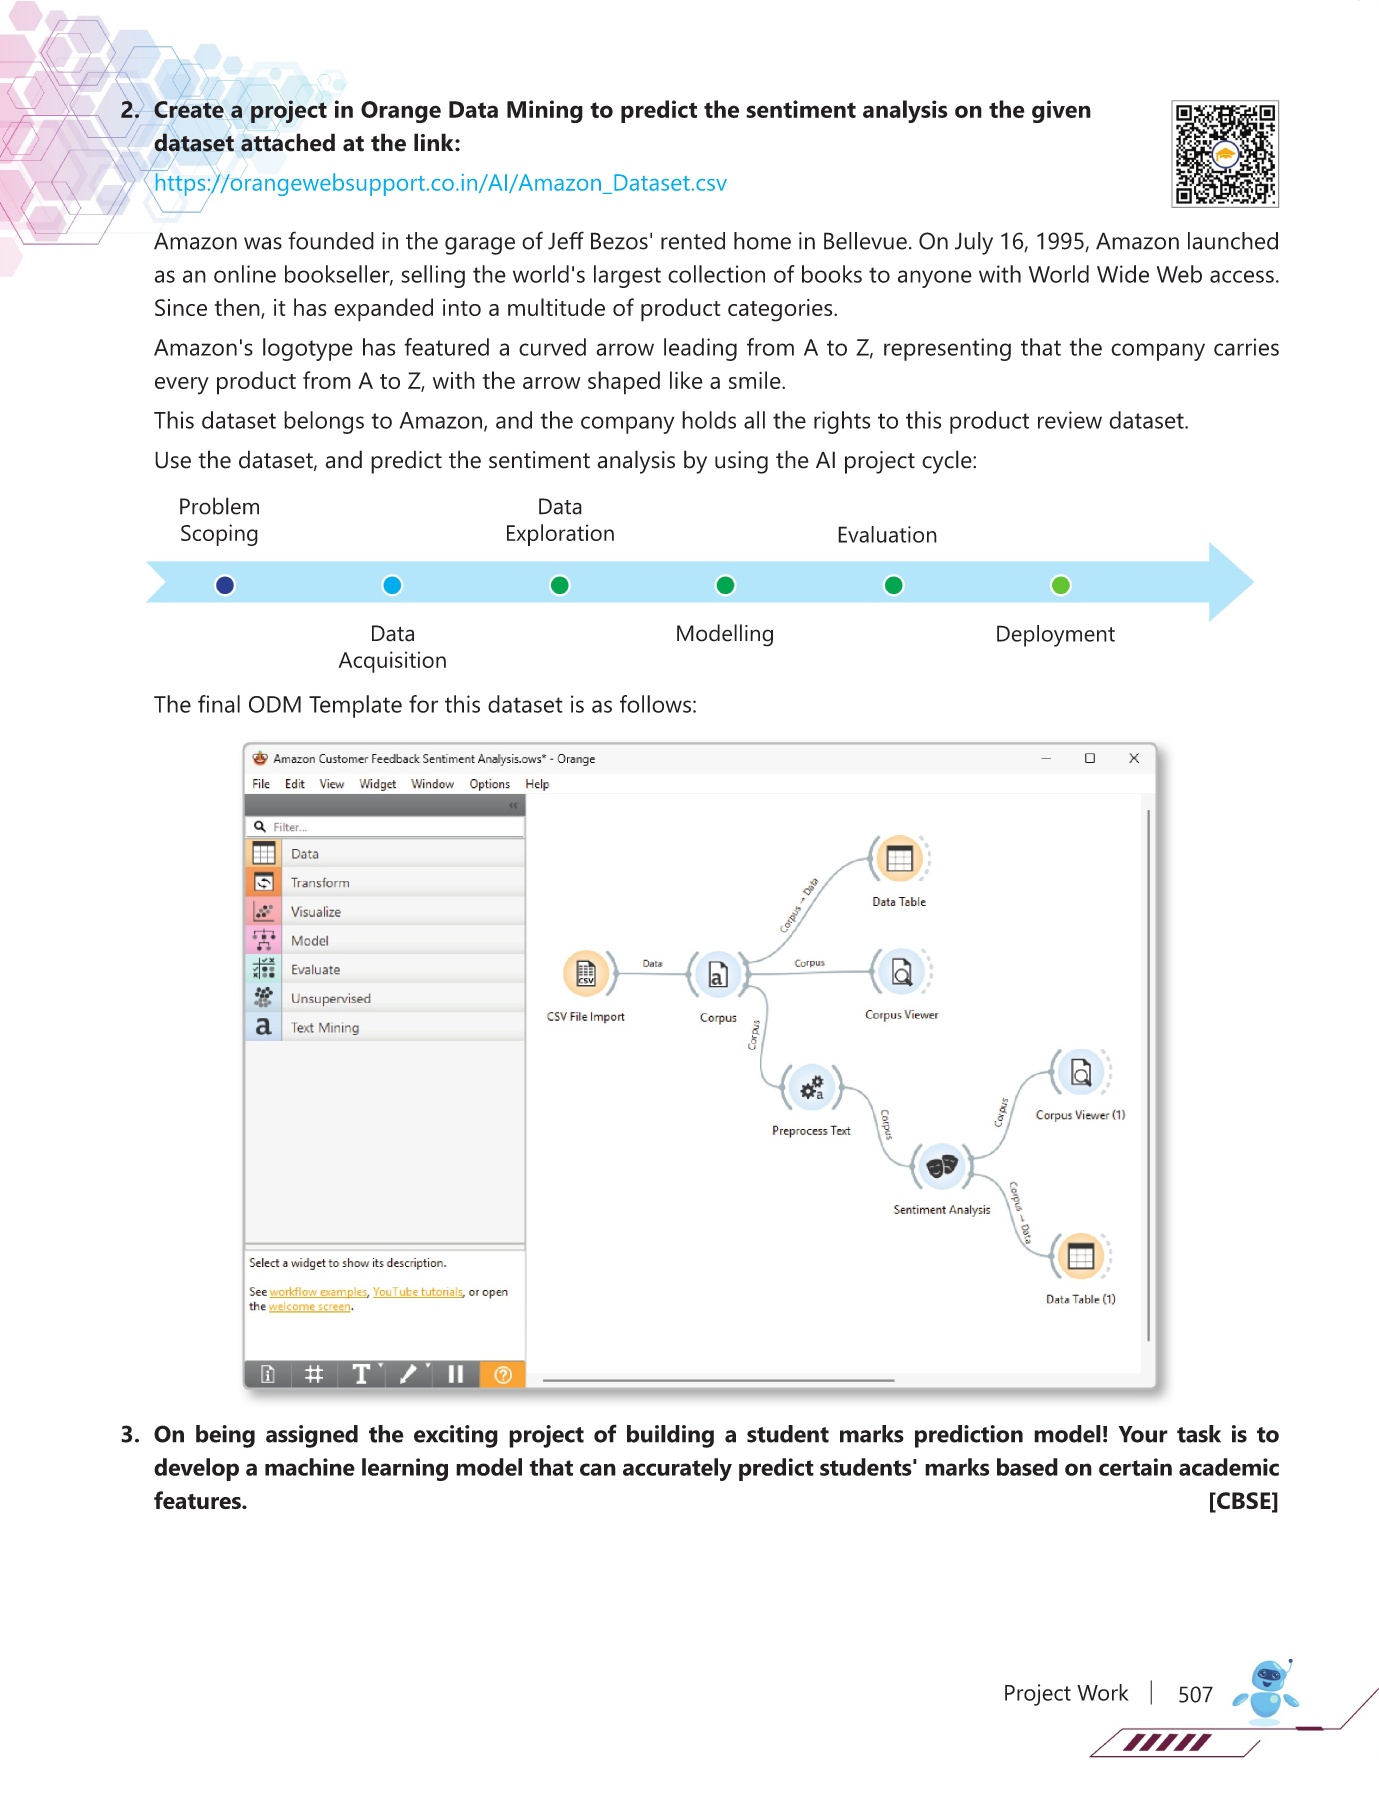 2. Create a project in Orange Data Mining to predict the sentiment analysis on the given
dataset attached at the link:
https://orangewebsupport.co.in/AI/Amazon_Dataset.csv
Amazon was founded in the garage of Jeff Bezos' rented home in Bellevue. On July 16, 1995, Amazon launched
as an online bookseller, selling the world's largest collection of books to anyone with World Wide Web access.
Since then, it has expanded into a multitude of product categories.
Amazon's logotype has featured a curved arrow leading from A to Z, representing that the company carries
every product from A to Z, with the arrow shaped like a smile.
This dataset belongs to Amazon, and the company holds all the rights to this product review dataset.
Use the dataset, and predict the sentiment analysis by using the AI project cycle:
Problem
Scoping
Data
Acquisition
Data
Exploration
Modelling
Evaluation
Deployment
The final ODM Template for this dataset is as follows:
Amazon Customer Feedback Sentiment Analysis.ows* - Orange
File Edit View Widget Window Options Help
Filter...
Data
Transform
Visualize
Model
Evaluate
Unsupervised
a Text Mining
Select a widget to show its description.
See workflow examples, YouTube tutorials, or open
the welcome screen.
CSV
CSV File Import
Data
a
Corpus
Corpus → Data
Data Table
Corpus
Corpus Viewer
Corpus
a
Preprocess Text
Corpus
Sentiment Analysis
Corpus
Corpus Viewer (1)
Corpus → Data
Data Table (1)
3. On being assigned the exciting project of building a student marks prediction model! Your task is to
develop a machine learning model that can accurately predict students' marks based on certain academic
features. [CBSE]
Project Work | 507